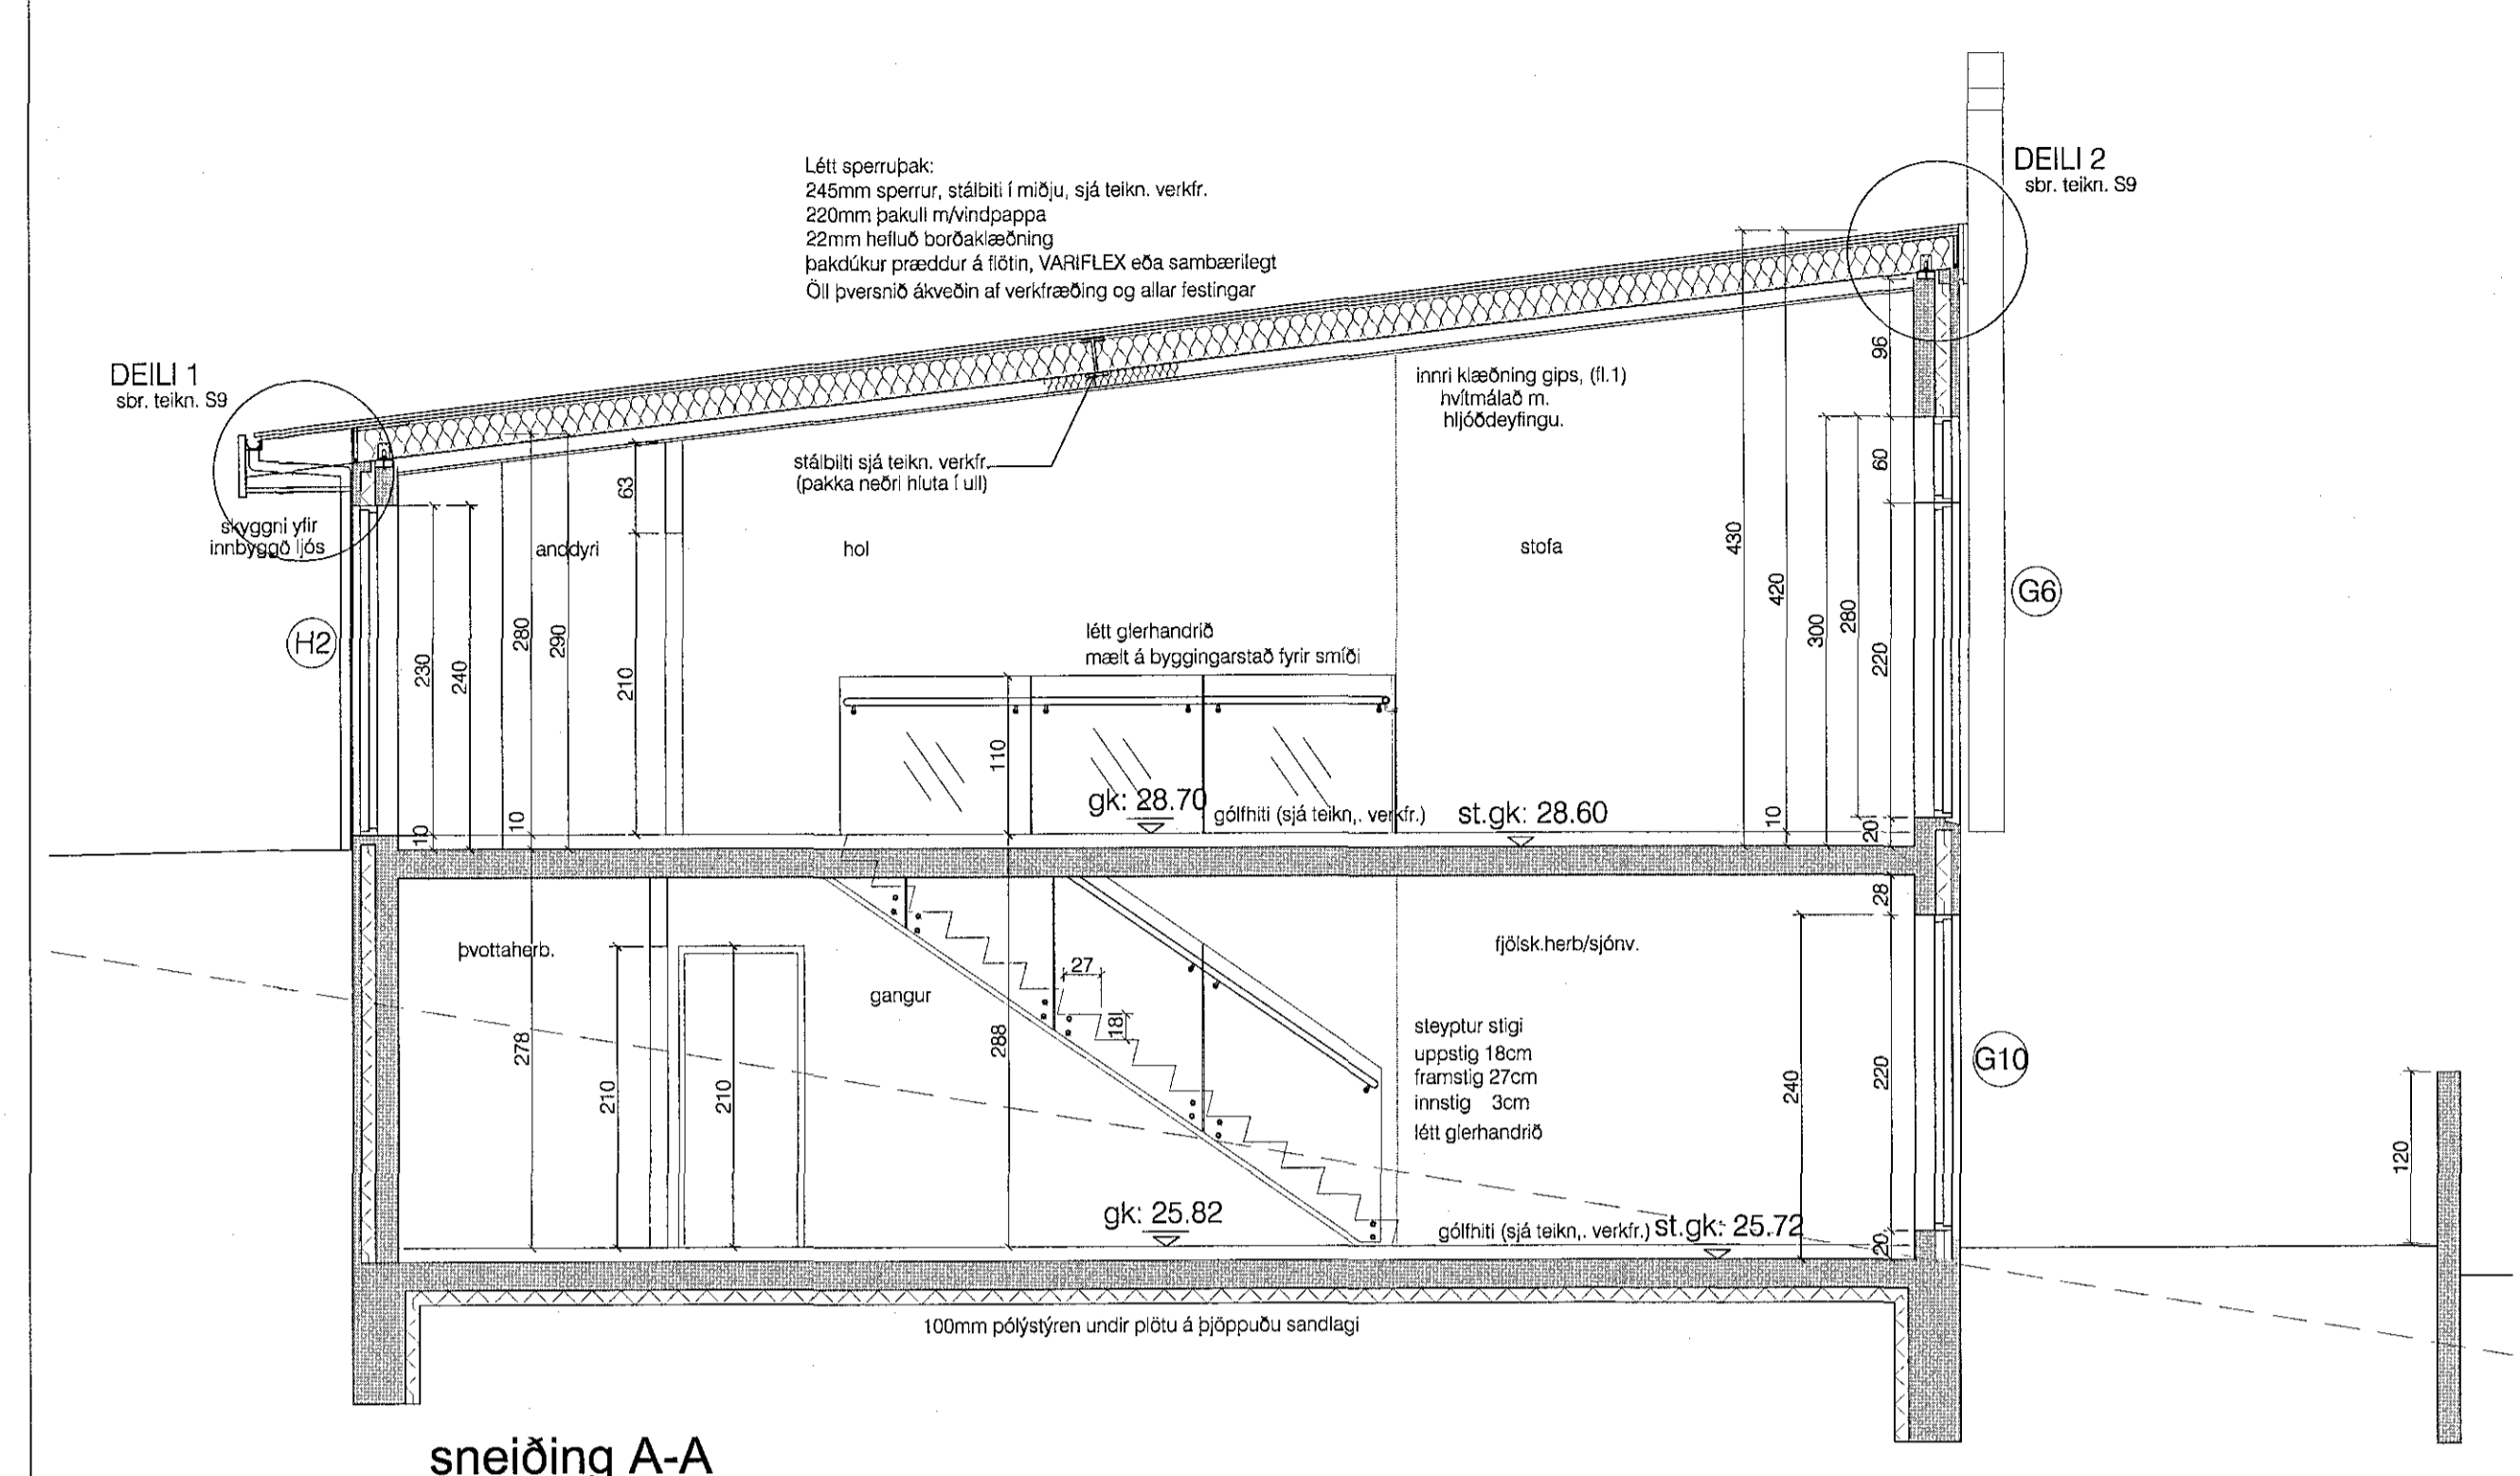 Létt sperruþak:
245mm sperrur, stálbiti í miðju, sjá teikn. verkfr.
220mm þakull m/vindpappa
22mm hefluð borðaklæðning
þakdúkur þræddur á flötin, VARIFLEX eða sambærilegt
Öll þversnið ákveðin af verkfræðing og allar festingar
DEILI 2
sbr. teikn. S9
DEILI 1
sbr. teikn. S9
innri klæðning gips, (fl.1)
hvítmálað m.
hljóðdeyfingu.
stálbilti sjá teikn. verkfr.
(pakka neðri hluta í ull)
skyggni yfir
innbyggð ljós
anddyri
hol
stofa
H2
G6
230
240
10
280
10
290
63
210
létt glerhandrið
mælt á byggingarstað fyrir smíði
110
430
420
10
300
280
96
60
220
20
gk: 28.70
gólfhiti (sjá teikn,. verkfr.)
st.gk: 28.60
28
þvottaherb.
gangur
fjölsk.herb/sjónv.
27
18
278
210
210
288
steyptur stigi
uppstig 18cm
framstig 27cm
innstig 3cm
létt glerhandrið
240
220
20
G10
120
gk: 25.82
gólfhiti (sjá teikn,. verkfr.) st.gk: 25.72
100mm pólýstýren undir plötu á þjöppuðu sandlagi
sneiðing A-A